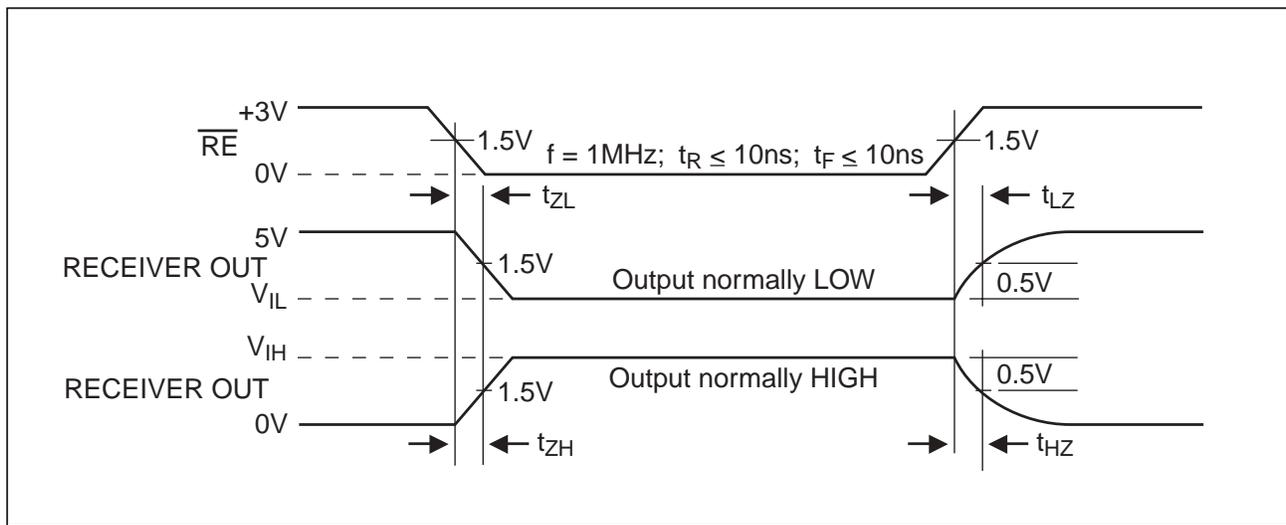 +3V
R̅E̅
1.5V
f = 1MHz; tR ≤ 10ns; tF ≤ 10ns
1.5V
0V
tZL
tLZ
5V
RECEIVER OUT
1.5V
Output normally LOW
0.5V
VIL
VIH
RECEIVER OUT
1.5V
Output normally HIGH
0.5V
0V
tZH
tHZ